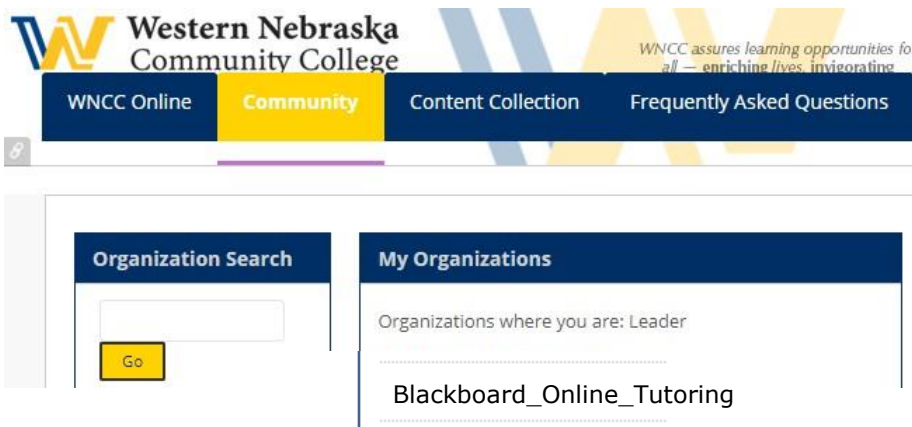 Western Nebraska
Community College
WNCC assures learning opportunities fo
all — enriching lives, invigorating
WNCC Online Community Content Collection Frequently Asked Questions
Organization Search
Go
My Organizations
Organizations where you are: Leader
Blackboard_Online_Tutoring